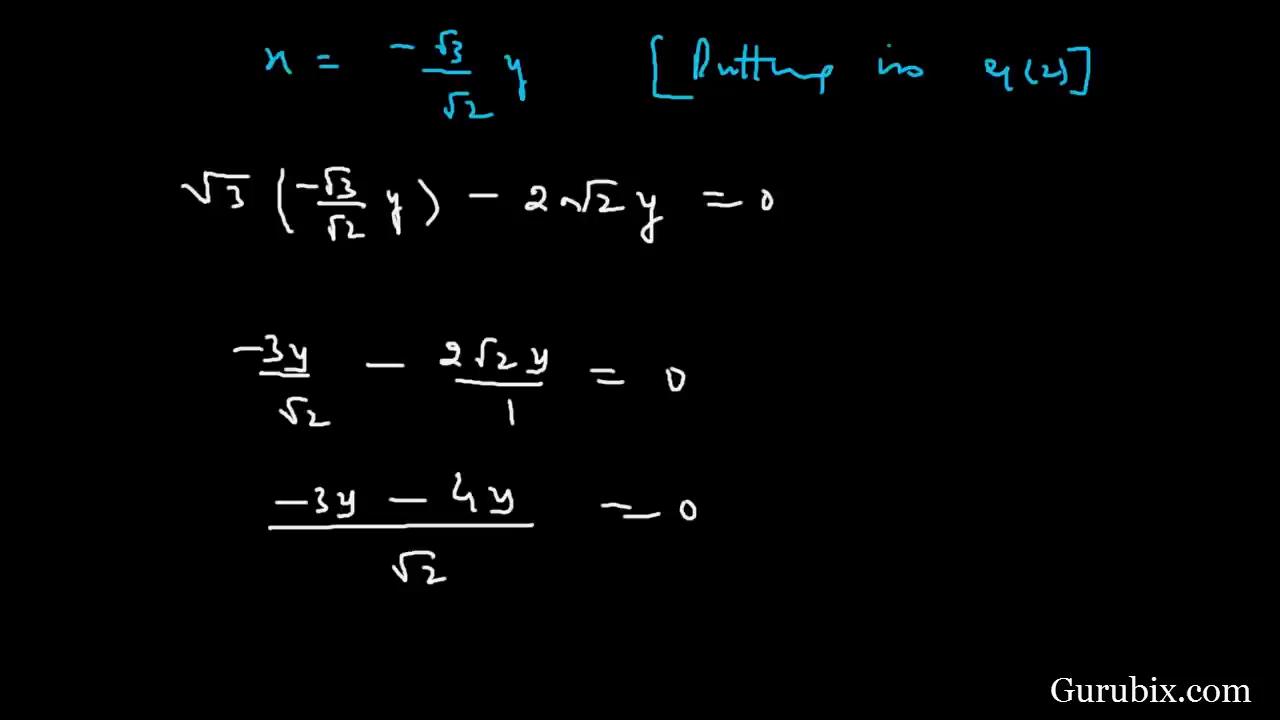 x = -√3/√2 y [Putting in eq(2)]
√3 (-√3/√2 y) - 2√2 y = 0
-3y/√2 - 2√2 y/1 = 0
-3y - 4y/√2 = 0
Gurubix.com